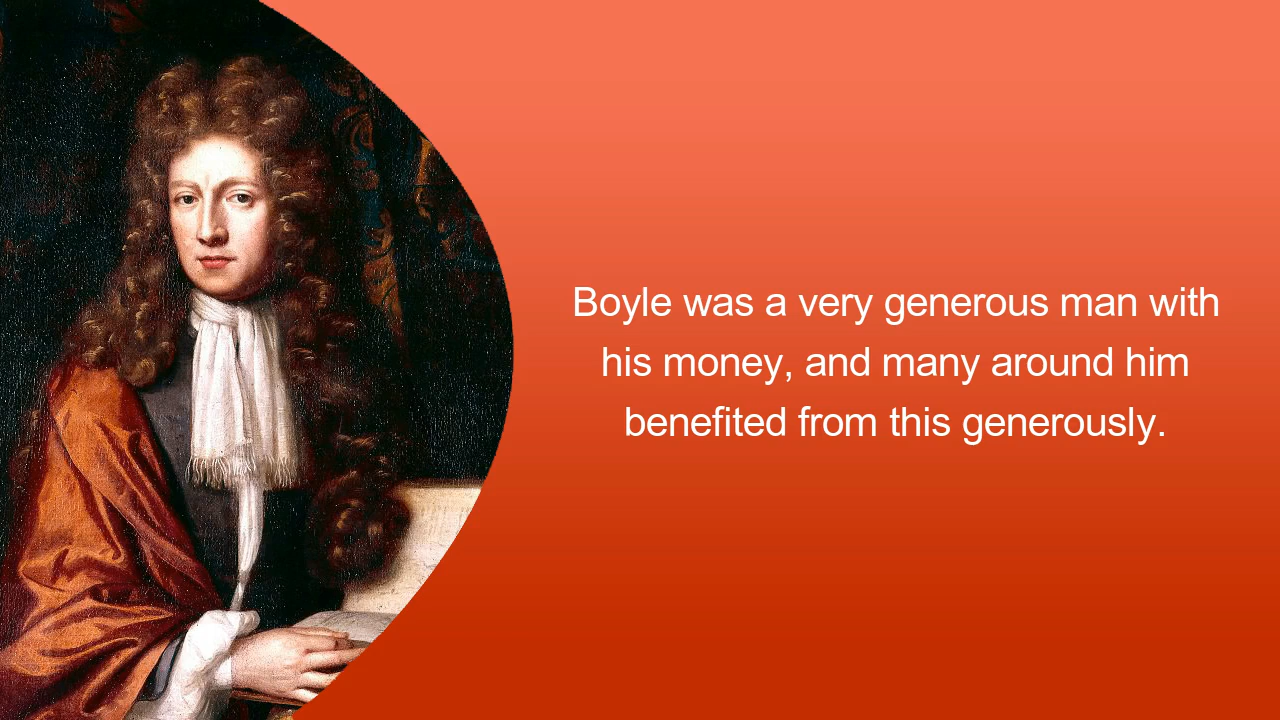 Boyle was a very generous man with
his money, and many around him
benefited from this generously.